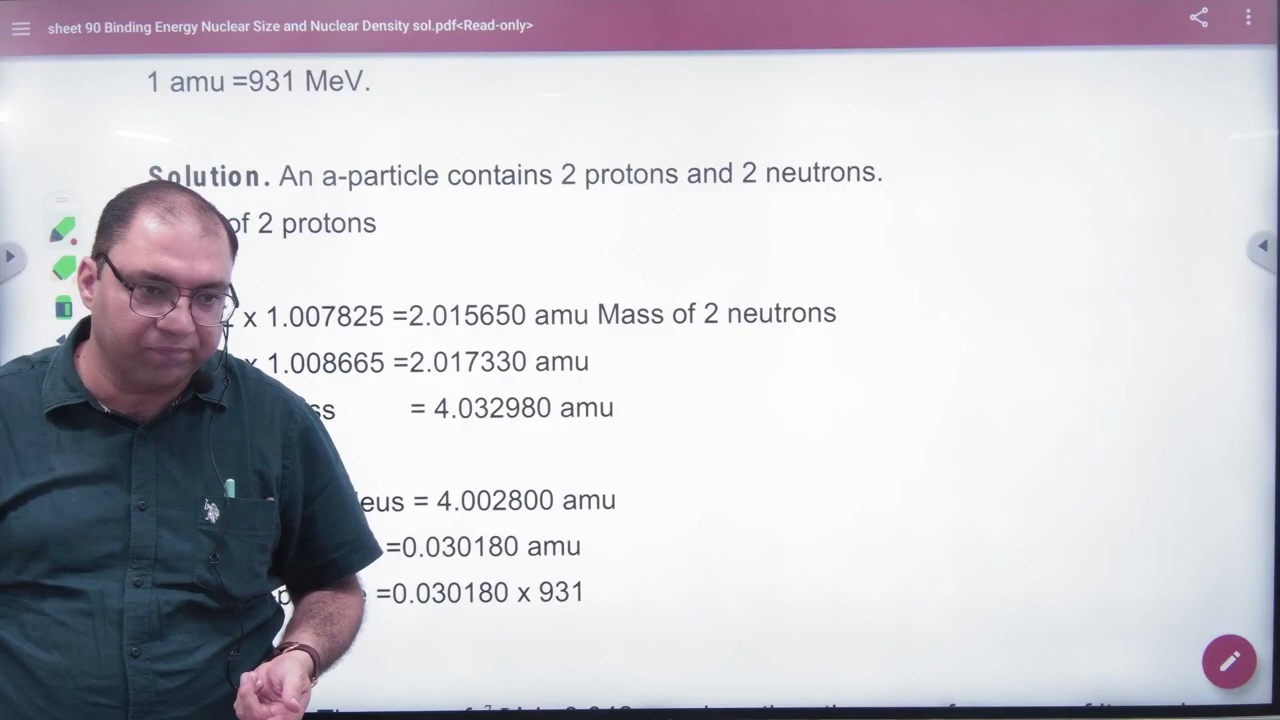 sheet 90 Binding Energy Nuclear Size and Nuclear Density sol.pdf<Read-only>
1 amu =931 MeV.
Solution. An a-particle contains 2 protons and 2 neutrons.
of 2 protons
x 1.007825 =2.015650 amu Mass of 2 neutrons
x 1.008665 =2.017330 amu
= 4.032980 amu
= 4.002800 amu
=0.030180 amu
=0.030180 x 931